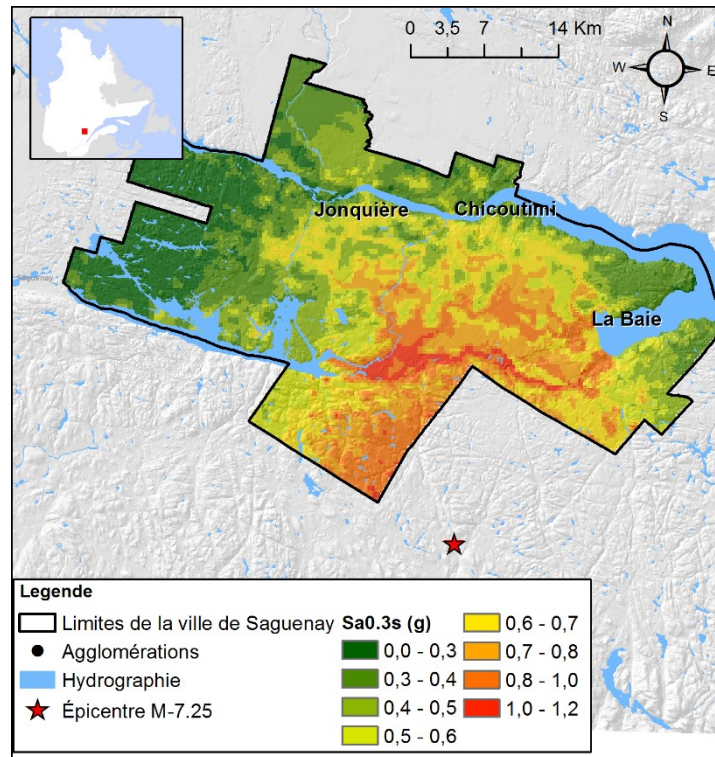 0 3,5 7 14 Km
N
W E
S
Jonquière Chicoutimi
Saguenay
La Baie
Legende
Limites de la ville de Saguenay
Agglomérations
Hydrographie
Épicentre M-7.25
Sa0.3s (g)
0,0 - 0,3
0,3 - 0,4
0,4 - 0,5
0,5 - 0,6
0,6 - 0,7
0,7 - 0,8
0,8 - 1,0
1,0 - 1,2